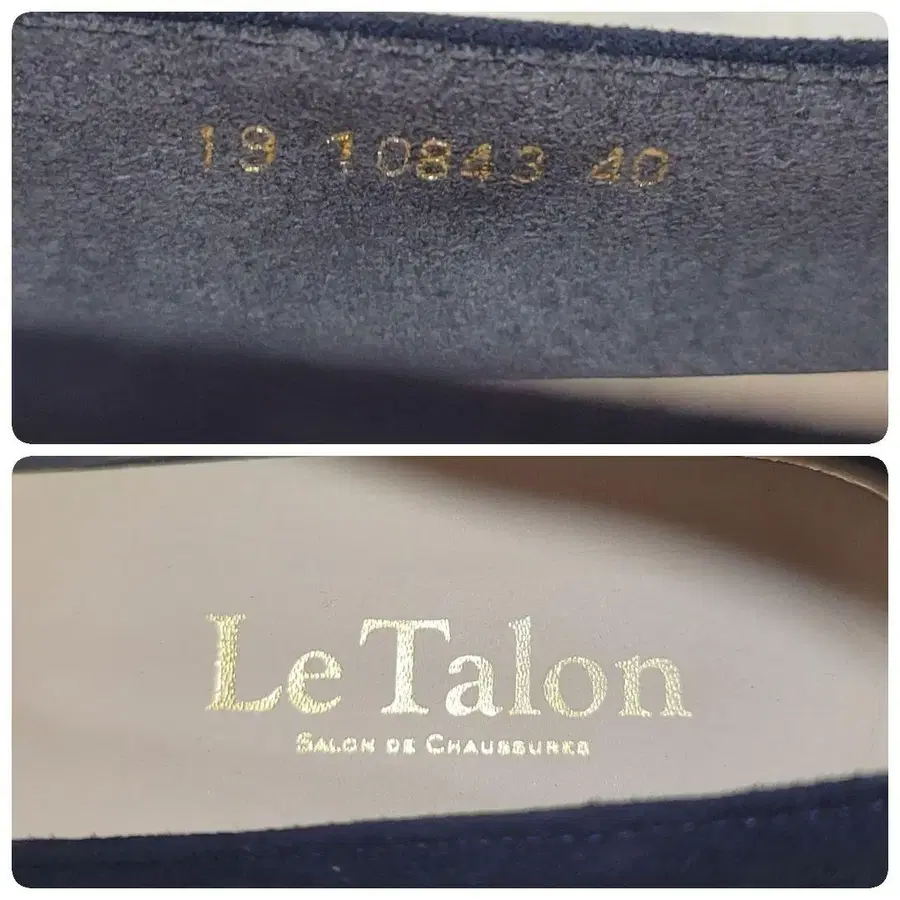 19 10843 40
Le Talon
SALON DE CHAUSSURES